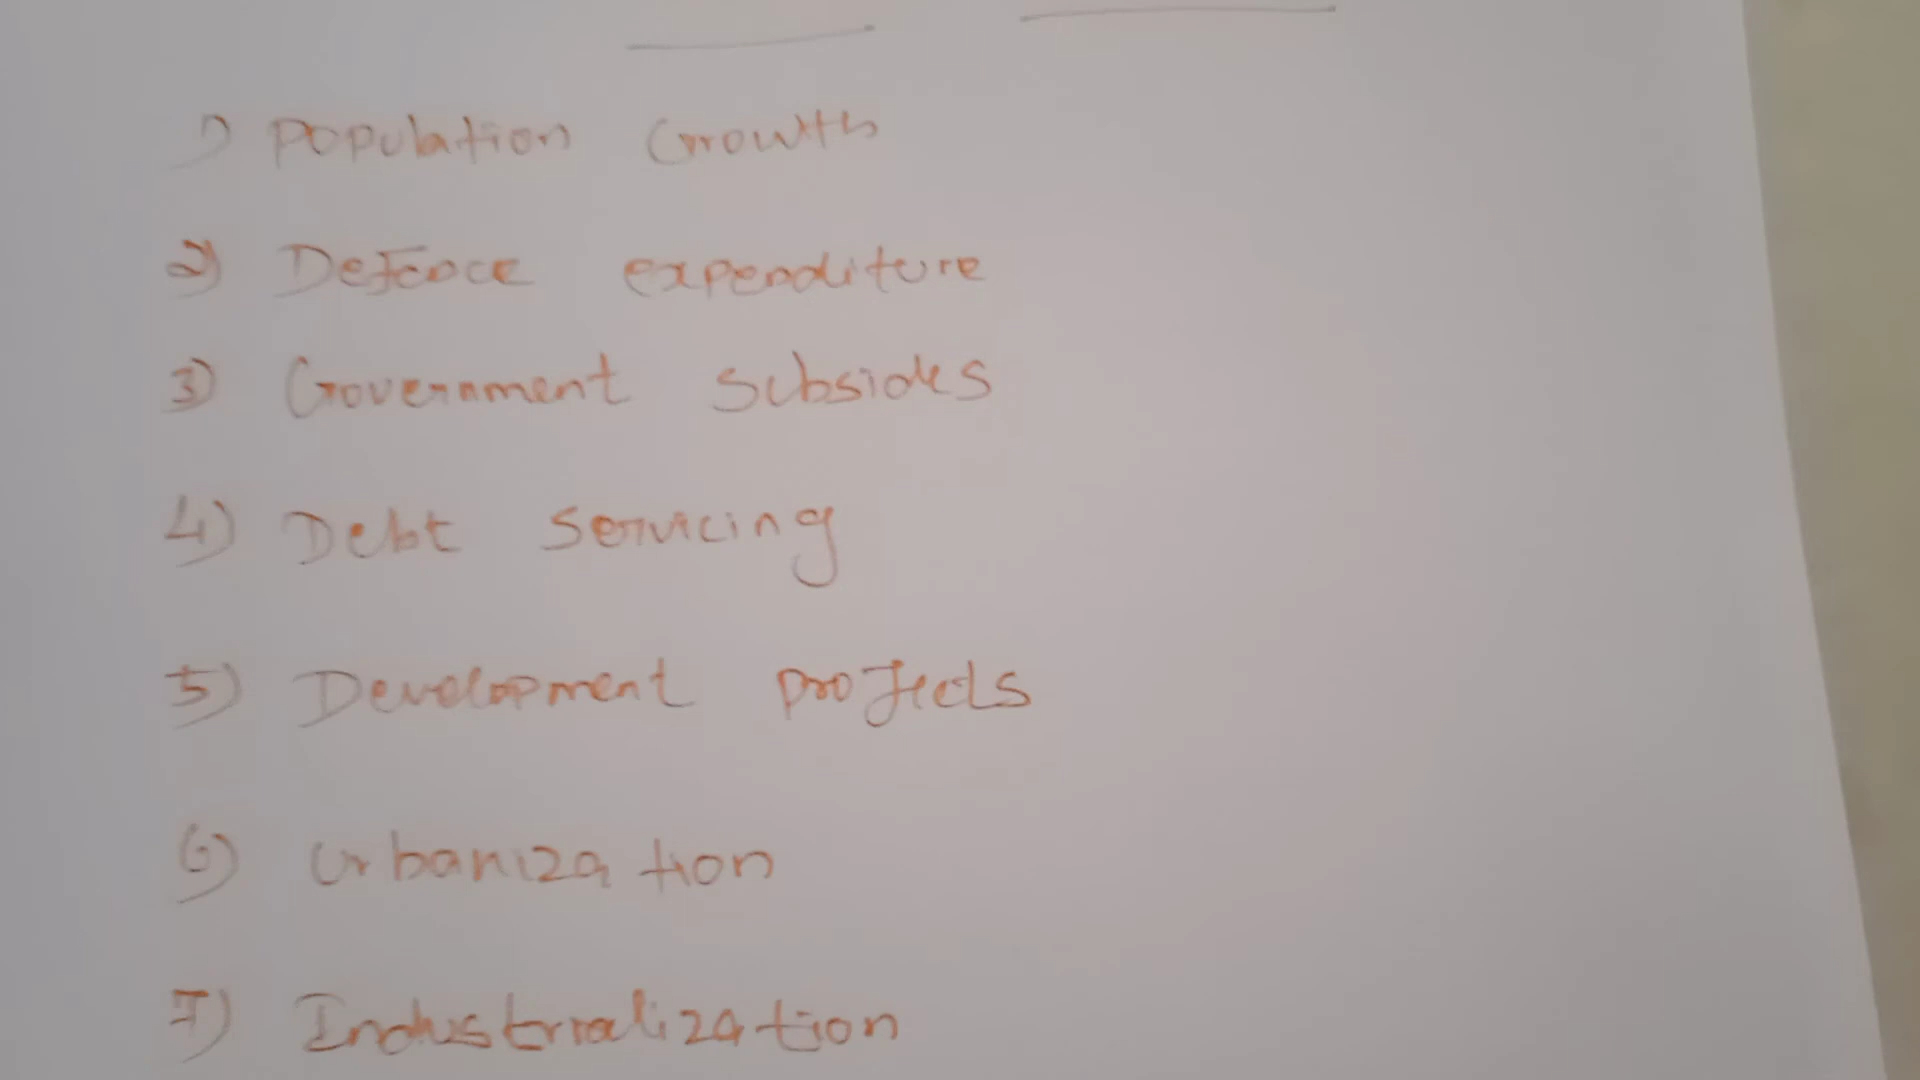 1) Population Growth
2) Defence expenditure
3) Government Subsides
4) Debt Servicing
5) Development projects
6) Urbanization
7) Industrialization